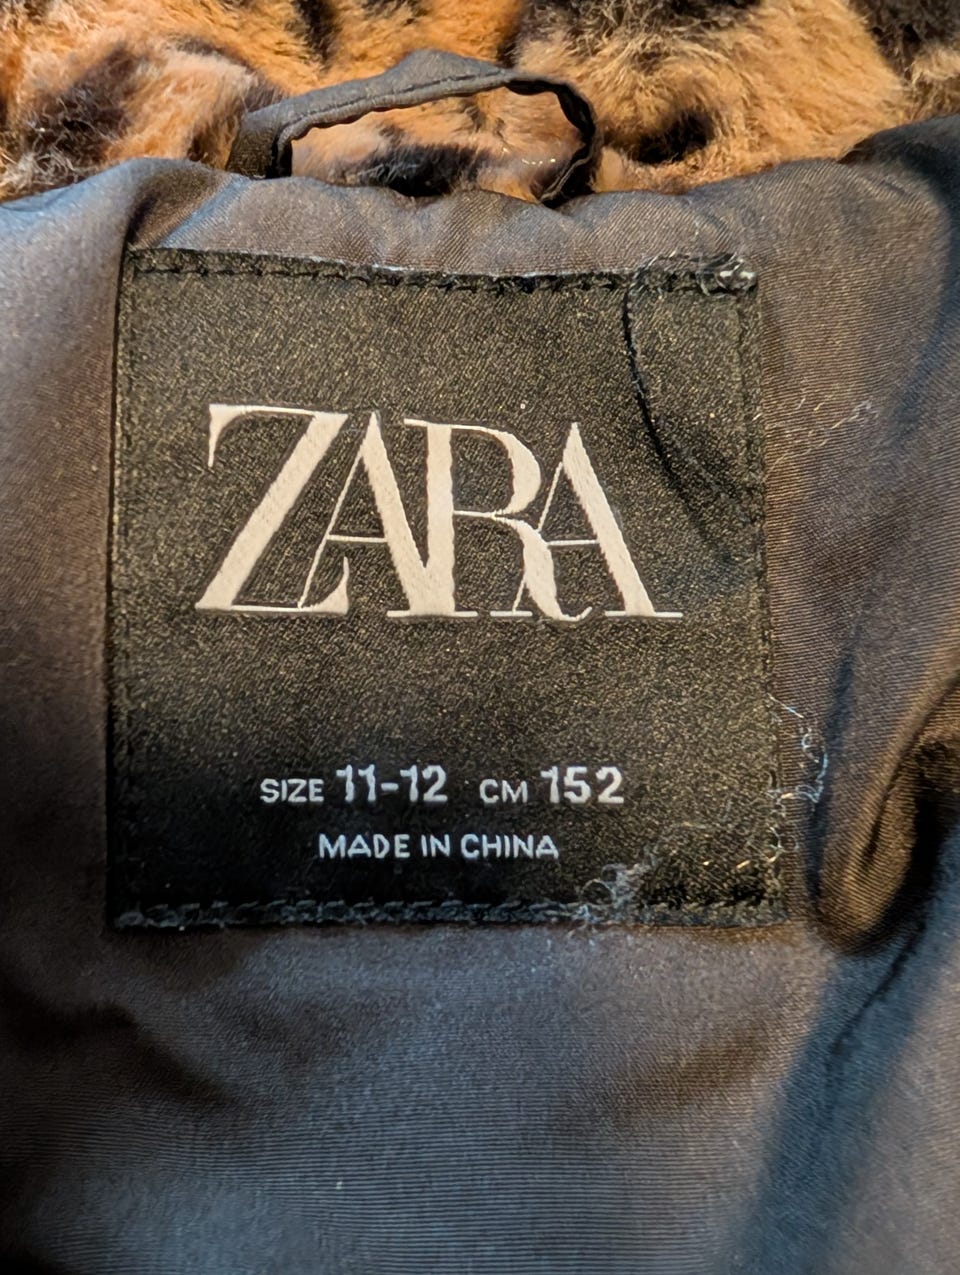 ZARA
SIZE 11-12 CM 152
MADE IN CHINA